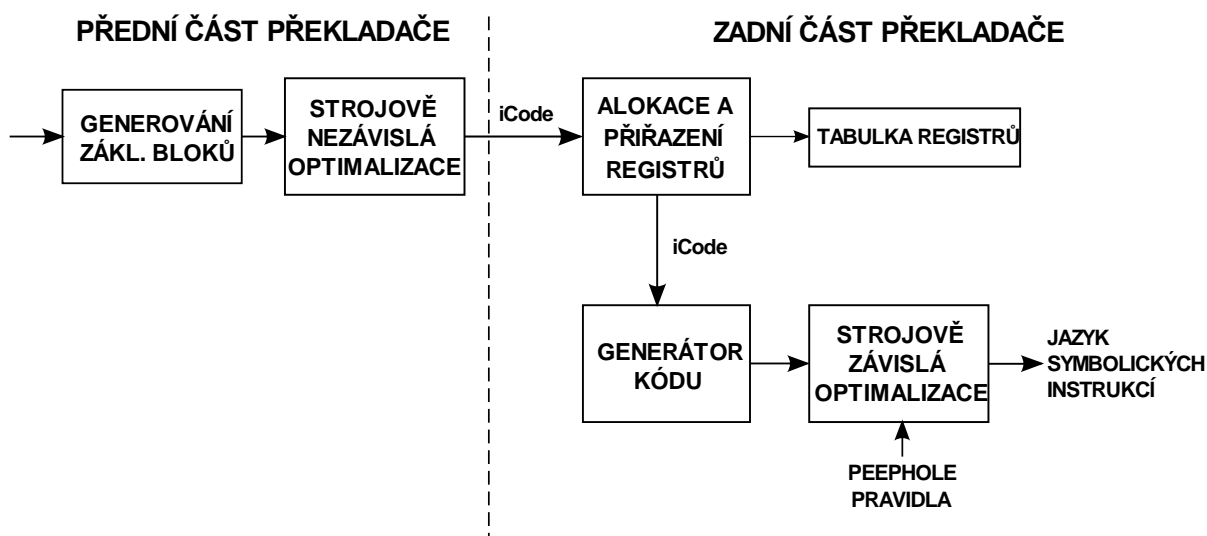 PŘEDNÍ ČÁST PŘEKLADAČE
ZADNÍ ČÁST PŘEKLADAČE
GENEROVÁNÍ
ZÁKL. BLOKŮ
STROJOVĚ
NEZÁVISLÁ
OPTIMALIZACE
iCode
ALOKACE A
PŘIŘAZENÍ
REGISTRŮ
TABULKA REGISTRŮ
iCode
GENERÁTOR
KÓDU
STROJOVĚ
ZÁVISLÁ
OPTIMALIZACE
JAZYK
SYMBOLICKÝCH
INSTRUKCÍ
PEEPHOLE
PRAVIDLA